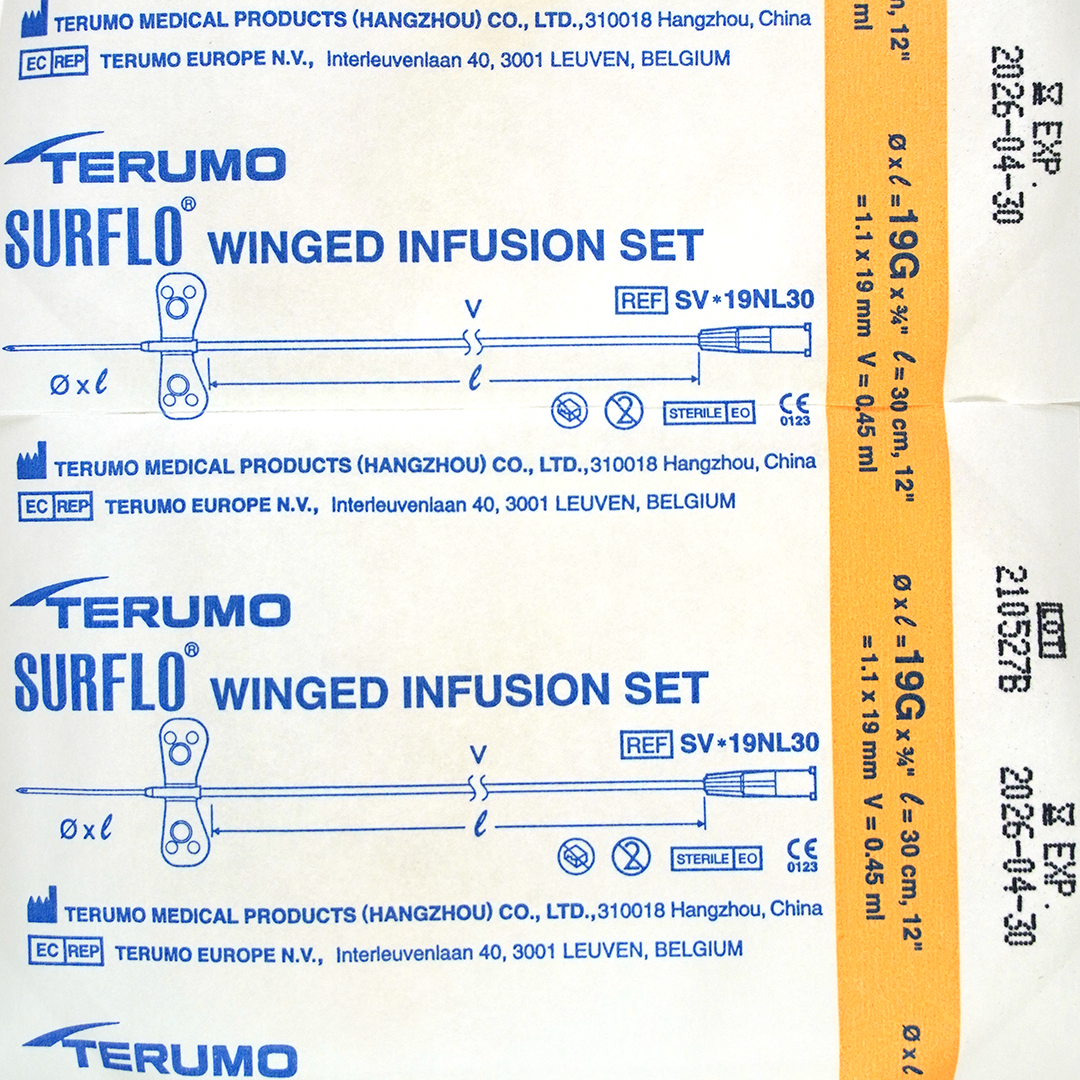 TERUMO MEDICAL PRODUCTS (HANGZHOU) CO., LTD.,310018 Hangzhou, China
EC REP TERUMO EUROPE N.V., Interleuvenlaan 40, 3001 LEUVEN, BELGIUM
TERUMO
SURFLO® WINGED INFUSION SET
REF SV*19NL30
V
Ø x ℓ
ℓ
2
STERILE EO
CE
0123
TERUMO MEDICAL PRODUCTS (HANGZHOU) CO., LTD.,310018 Hangzhou, China
EC REP TERUMO EUROPE N.V., Interleuvenlaan 40, 3001 LEUVEN, BELGIUM
TERUMO
SURFLO® WINGED INFUSION SET
REF SV*19NL30
V
Ø x ℓ
ℓ
2
STERILE EO
CE
0123
TERUMO MEDICAL PRODUCTS (HANGZHOU) CO., LTD.,310018 Hangzhou, China
EC REP TERUMO EUROPE N.V., Interleuvenlaan 40, 3001 LEUVEN, BELGIUM
TERUMO
12"
ml
Ø x ℓ = 19G x ¾" ℓ = 30 cm, 12"
= 1.1 x 19 mm V = 0.45 ml
Ø x ℓ = 19G x ¾" ℓ = 30 cm, 12"
= 1.1 x 19 mm V = 0.45 ml
Ø x ℓ
EXP.
2026-04-30
LOT
210527B
EXP.
2026-04-30